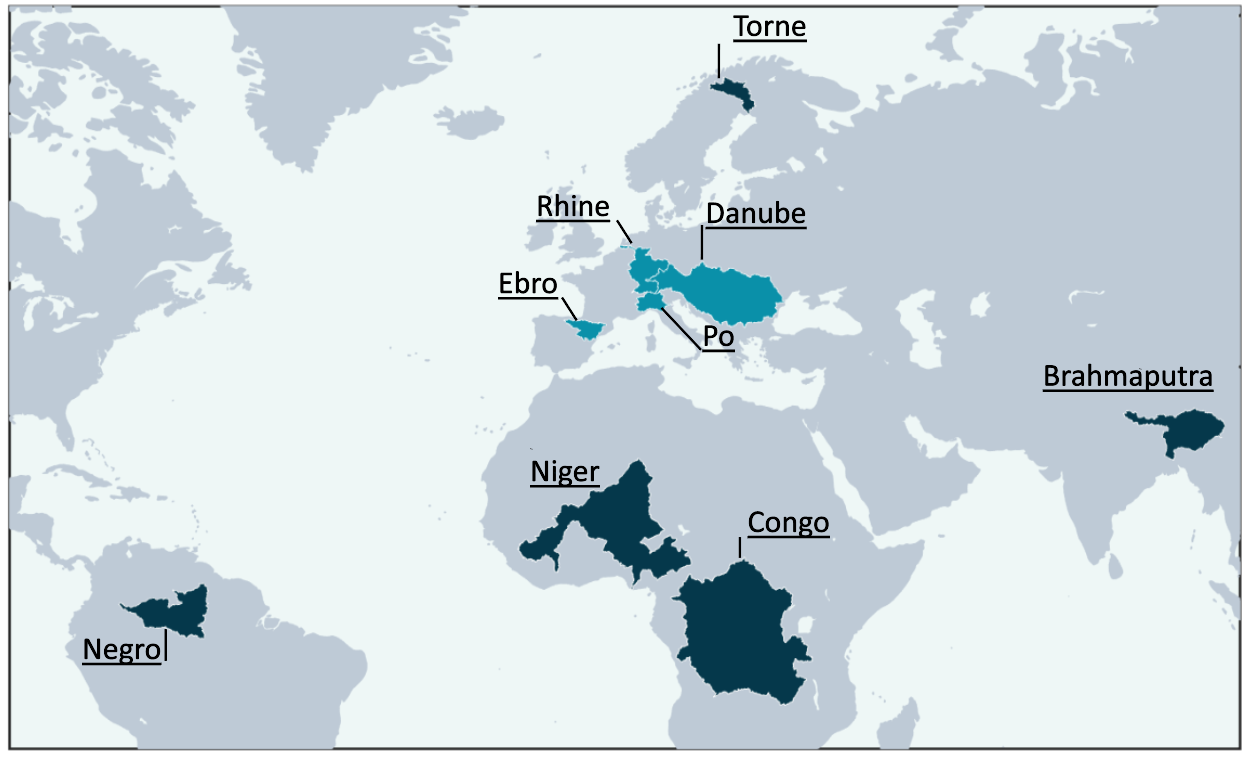 Torne
Rhine
Danube
Ebro
Po
Brahmaputra
Niger
Congo
Negro